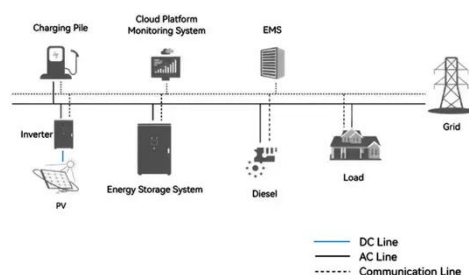 Charging Pile
Cloud Platform
Monitoring System
EMS
Grid
Inverter
PV
Energy Storage System
Diesel
Load
DC Line
AC Line
Communication Line